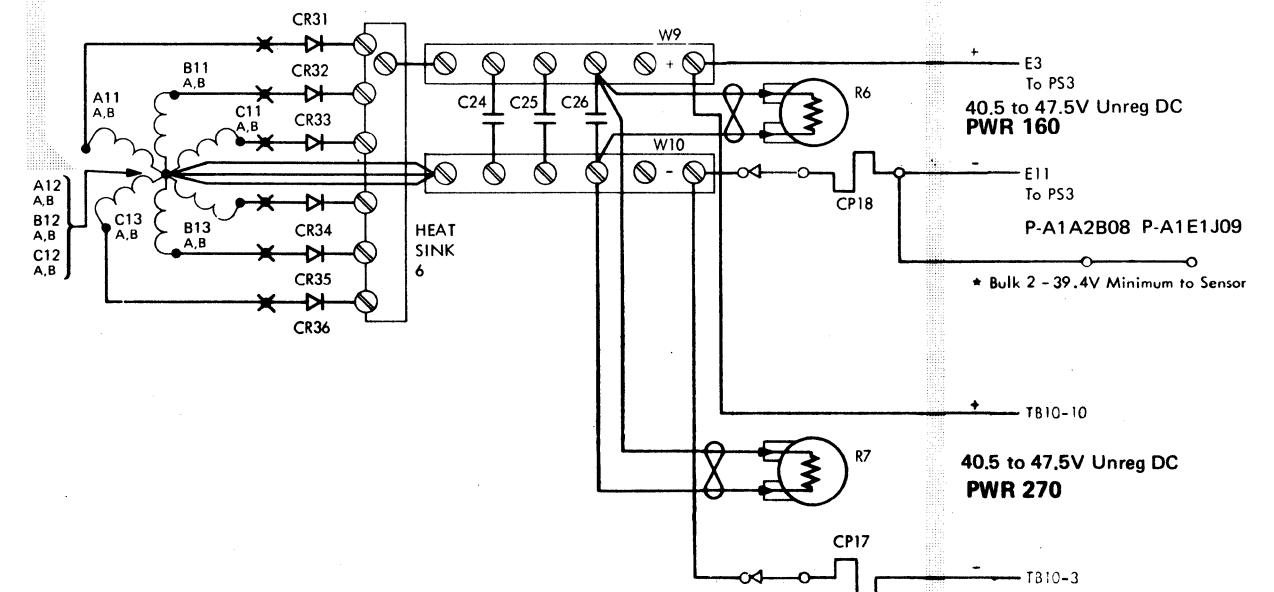 CR31
W9
+
+
E3
To PS3
40.5 to 47.5V Unreg DC
PWR 160
B11
A,B
CR32
A11
A,B
C11
A,B
CR33
C24
C25
C26
R6
W10
-
-
E11
To PS3
CP18
P-A1A2B08 P-A1E1J09
* Bulk 2 - 39.4V Minimum to Sensor
A12
A,B
B12
A,B
C12
A,B
C13
A,B
B13
A,B
CR34
CR35
CR36
HEAT
SINK
6
+
TB10-10
R7
40.5 to 47.5V Unreg DC
PWR 270
CP17
-
TB10-3